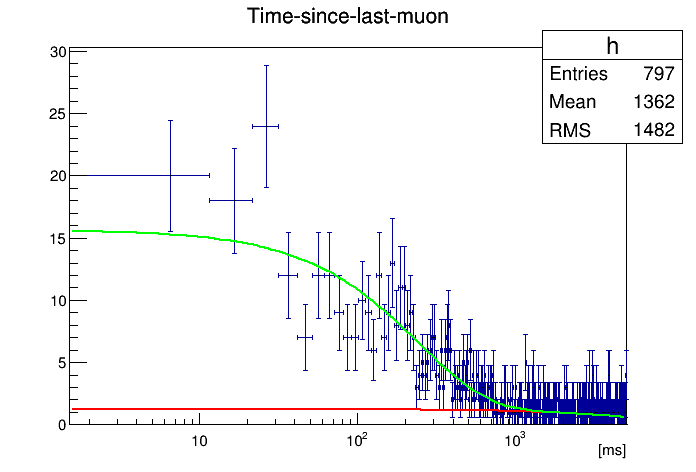 Time-since-last-muon
h
Entries 797
Mean 1362
RMS 1482
30
25
20
15
10
5
0
10 10² 10³
[ms]